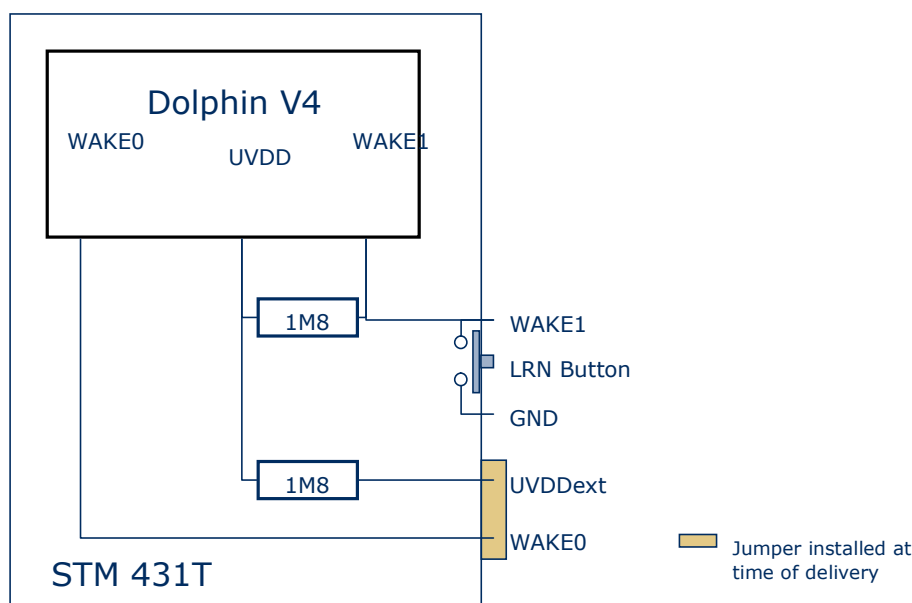 Dolphin V4
WAKE0
UVDD
WAKE1
1M8
WAKE1
LRN Button
GND
1M8
UVDDext
WAKE0
STM 431T
Jumper installed at
time of delivery